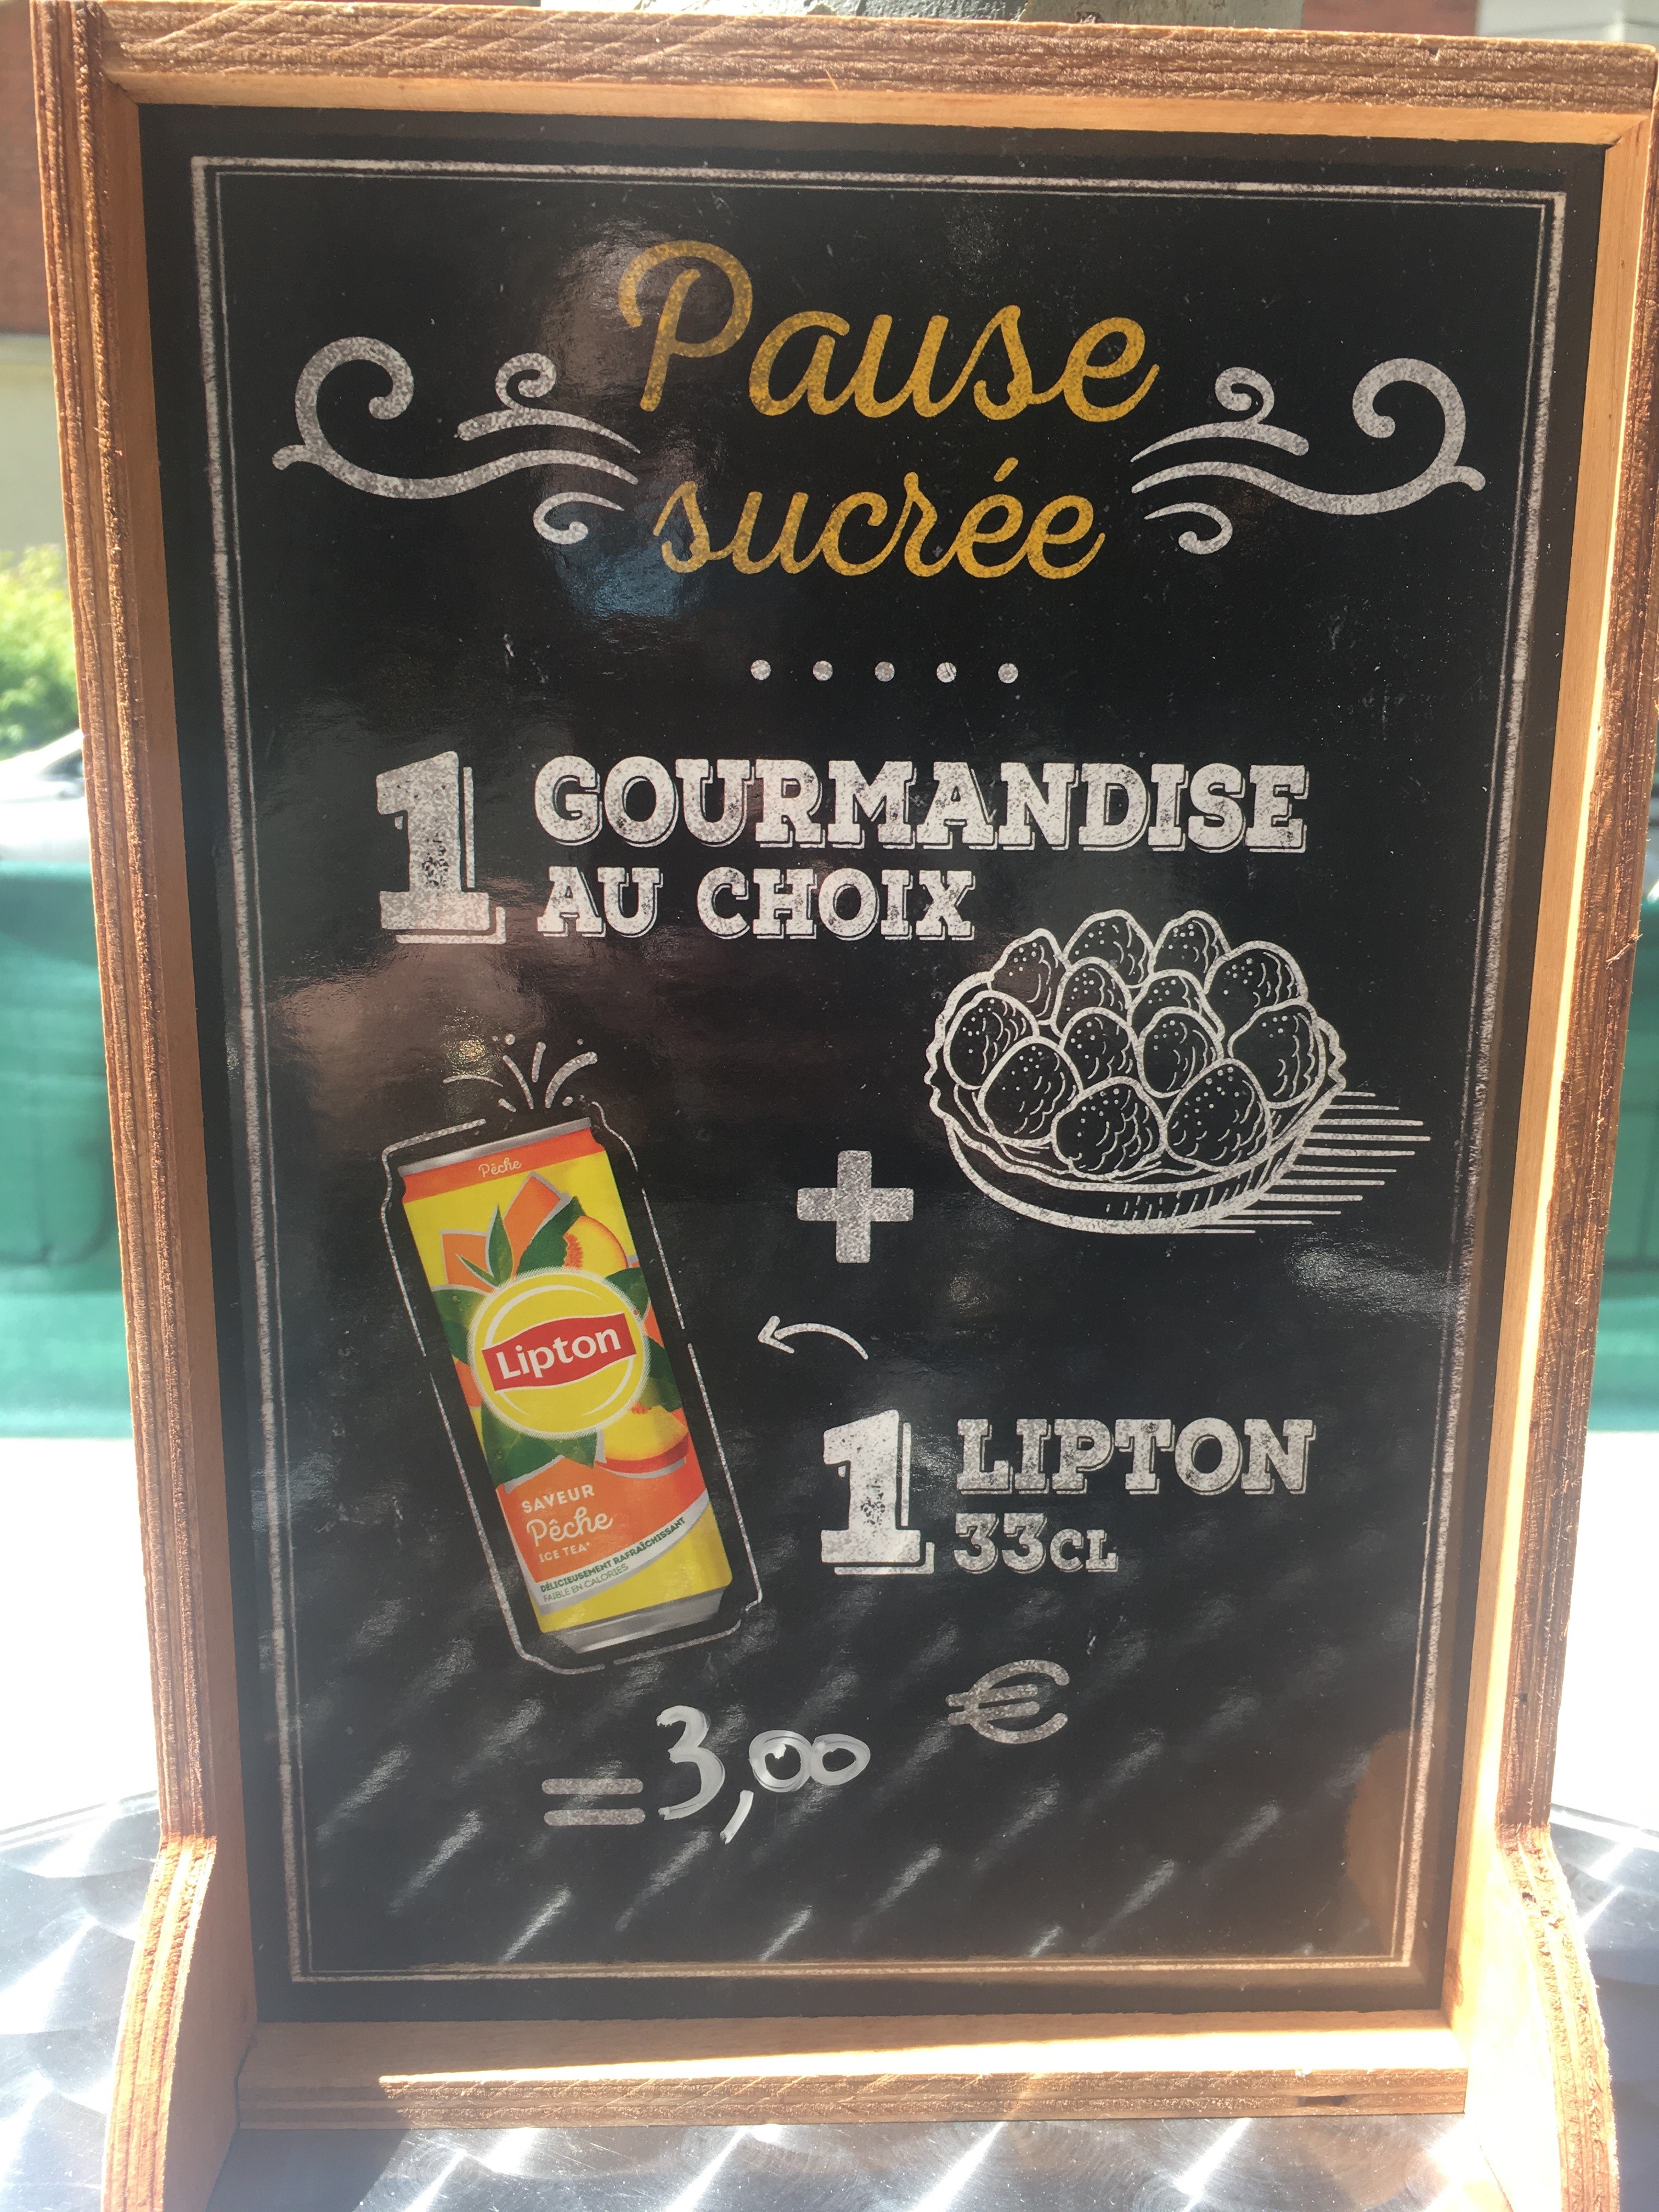 Pause
sucrée
1 GOURMANDISE
AU CHOIX
+
Pêche
Lipton
SAVEUR
Pêche
ICE TEA*
DÉLICIEUSEMENT RAFRAÎCHISSANT
FAIBLE EN CALORIES
1 LIPTON
33CL
= 3,00 €